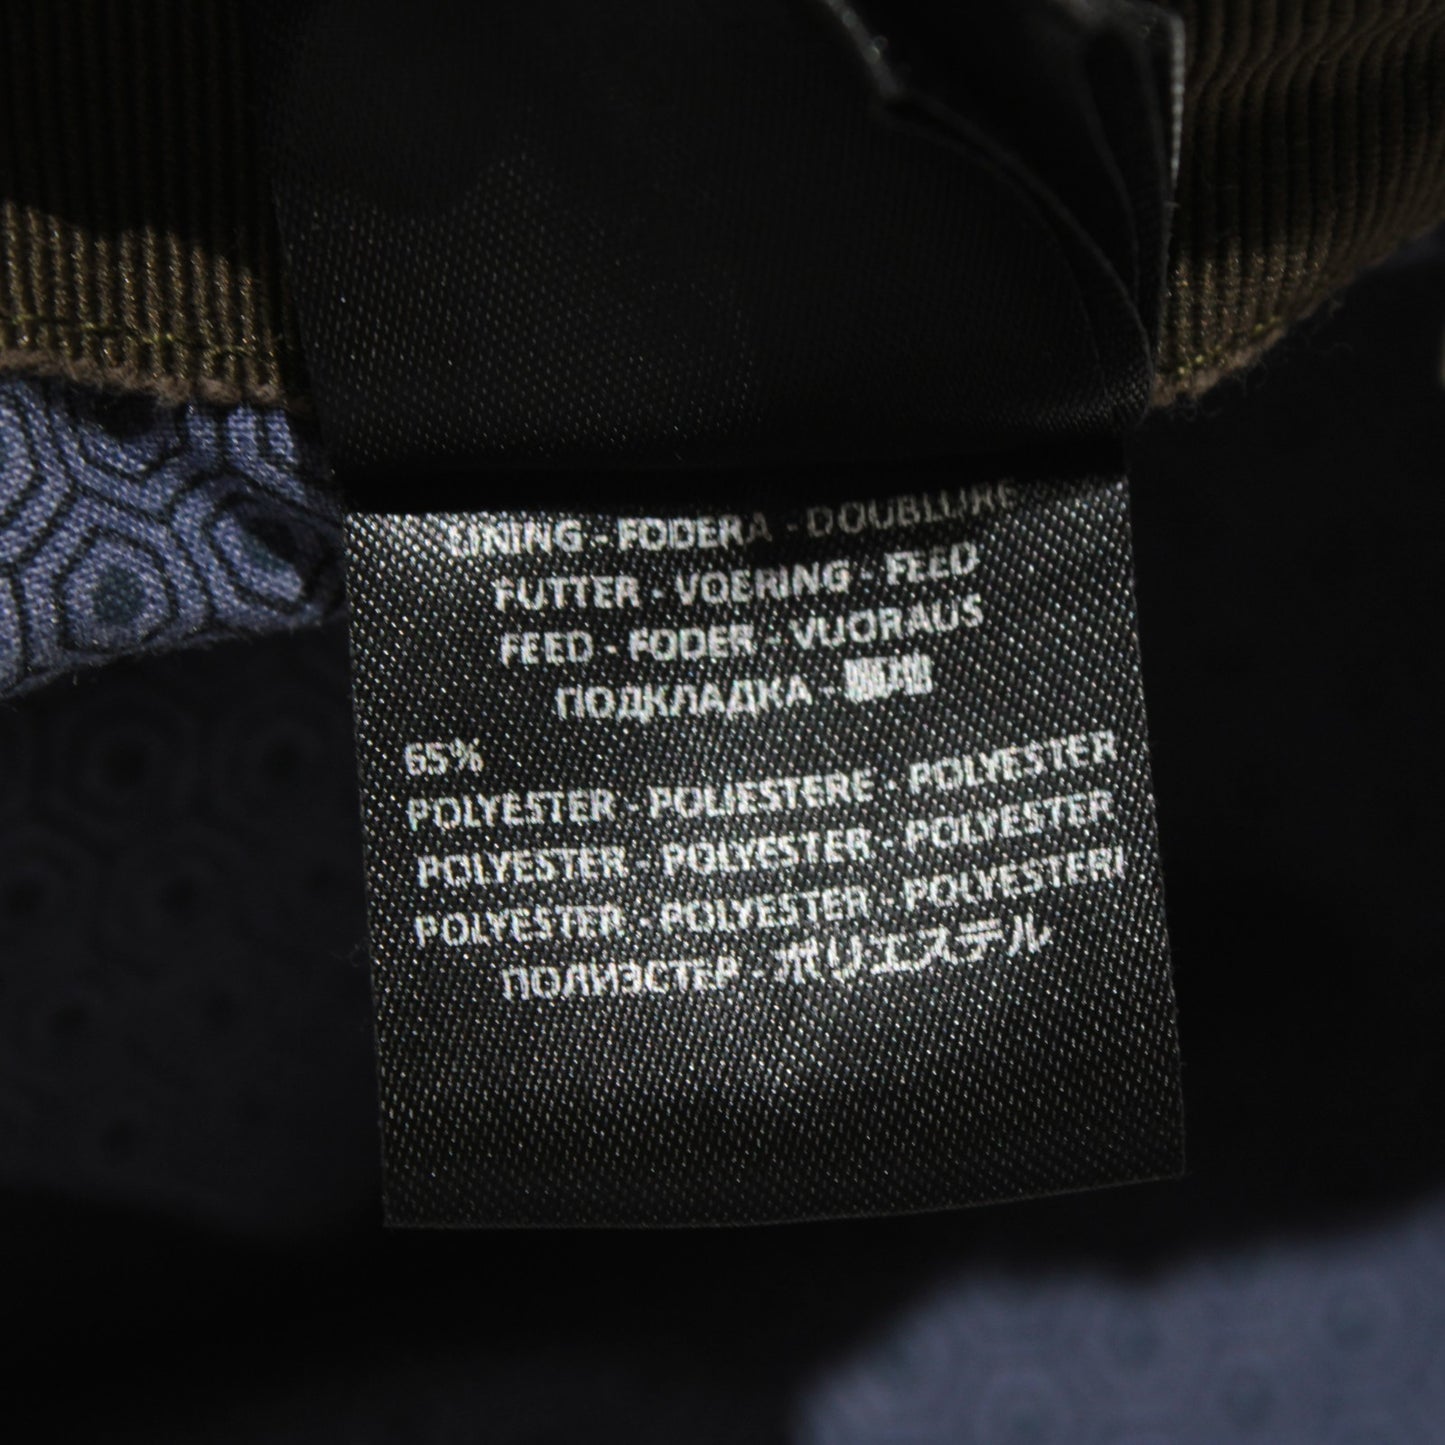 LINING - FODERA - DOUBLURE
FUTTER - VOERING - FEED
FEED - FODER - VUORAUS
ПОДКЛАДКА -
65%
POLYESTER - POLIESTERE - POLYESTER
POLYESTER - POLYESTER - POLYESTER
POLYESTER - POLYESTER - POLYESTERI
ПОЛИЭСТЕР - ポリエステル